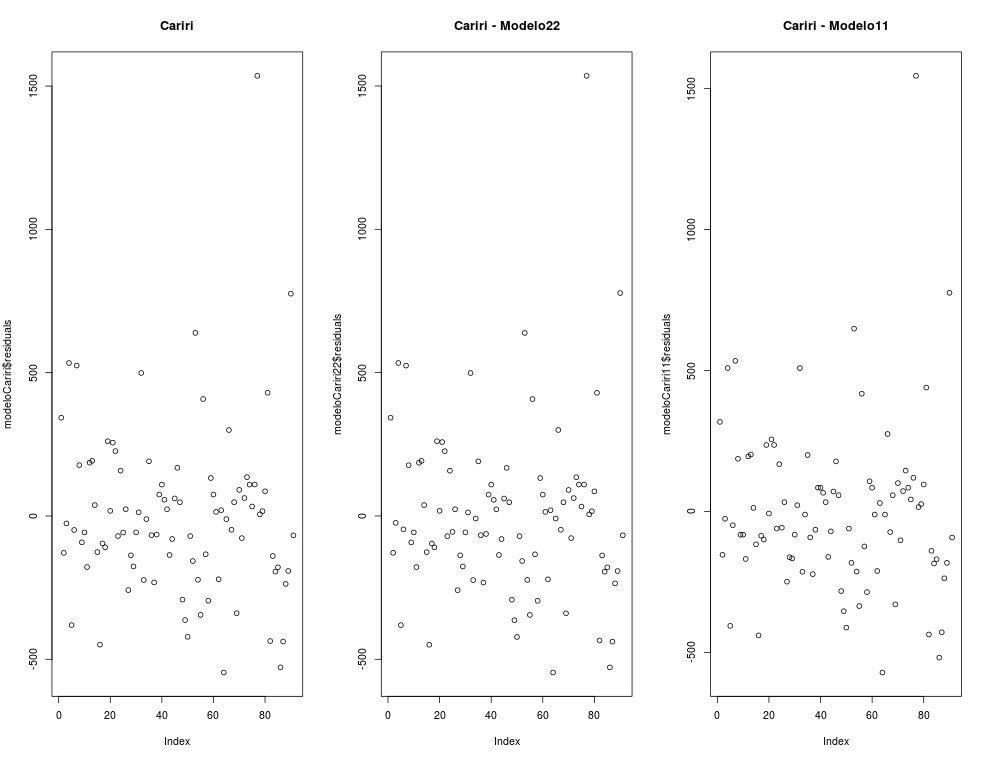 Cariri
modeloCariri$residuals
1500
1000
500
0
-500
0 20 40 60 80
Index
Cariri - Modelo22
modeloCariri22$residuals
1500
1000
500
0
-500
0 20 40 60 80
Index
Cariri - Modelo11
modeloCariri11$residuals
1500
1000
500
0
-500
0 20 40 60 80
Index